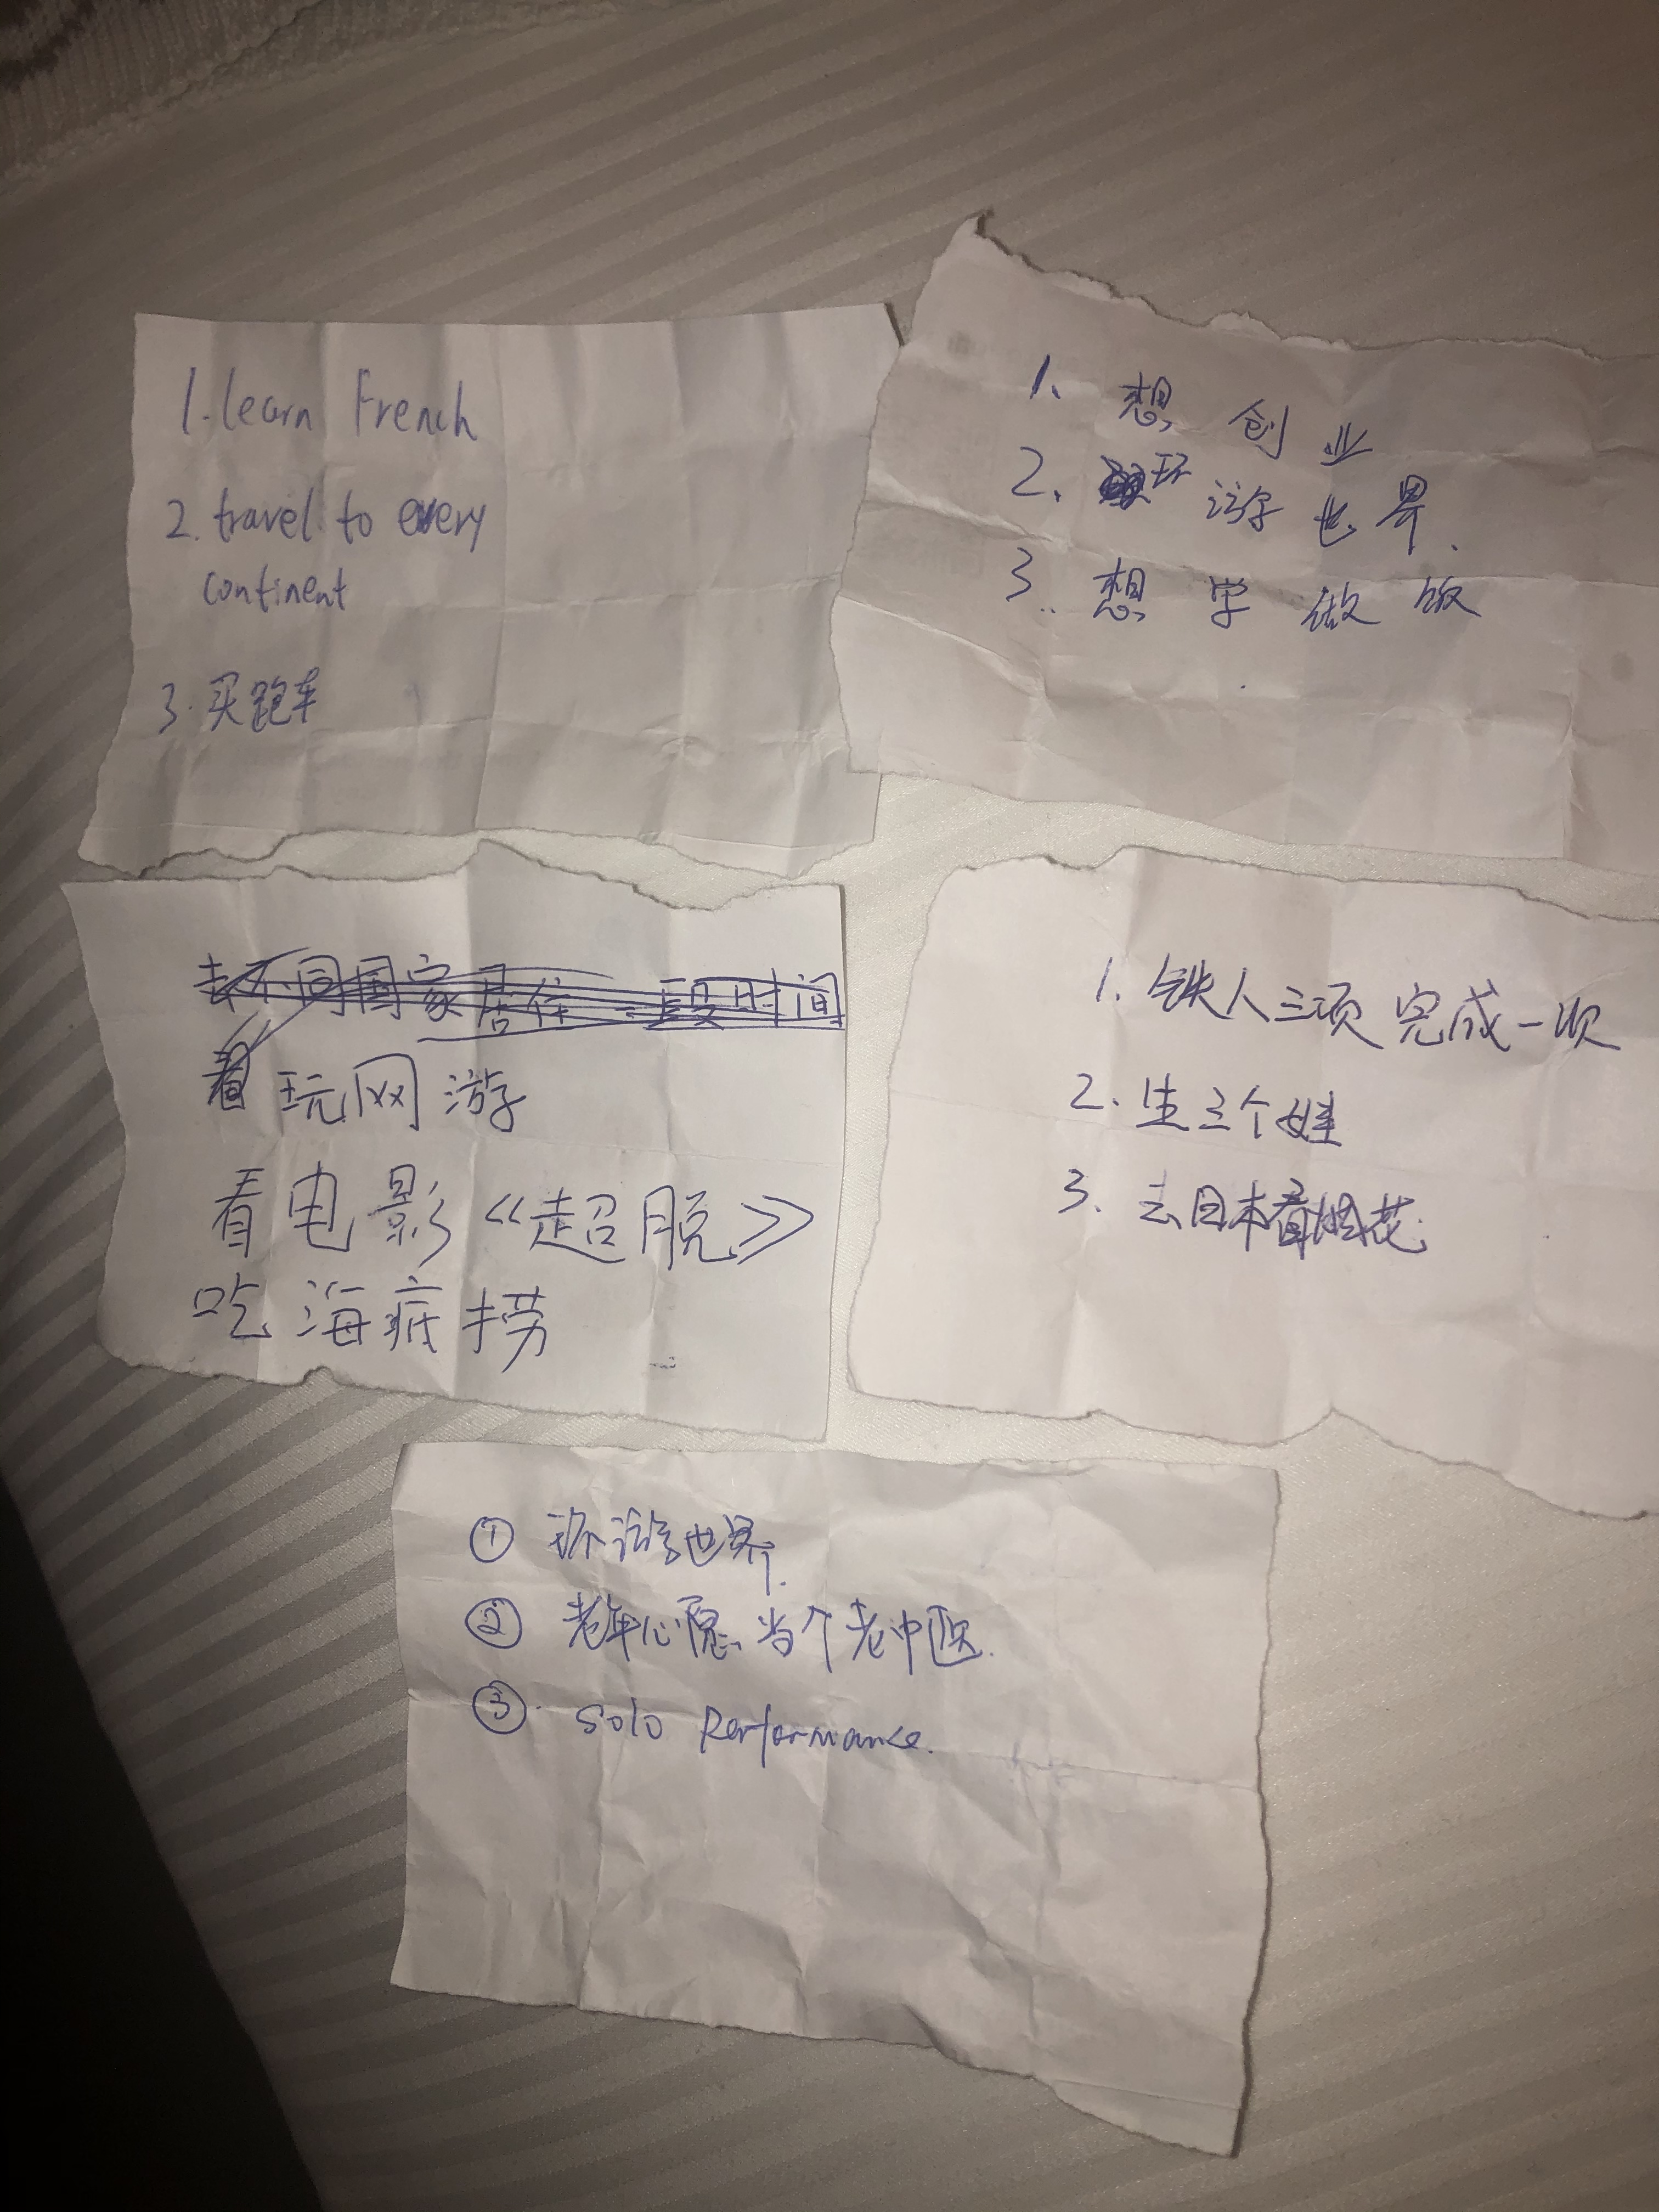 1. learn French
2. travel to every
continent
3. 买跑车
1、想创业
2、环游世界.
3.. 想学做饭
去不同国家居住一段时间
看玩网游
看电影《超脱》
吃海底捞
1. 铁人三项完成一次
2. 生三个娃
3. 去日本看烟花
① 环游世界.
② 老年心愿、当个老中医.
③. Solo Performance.